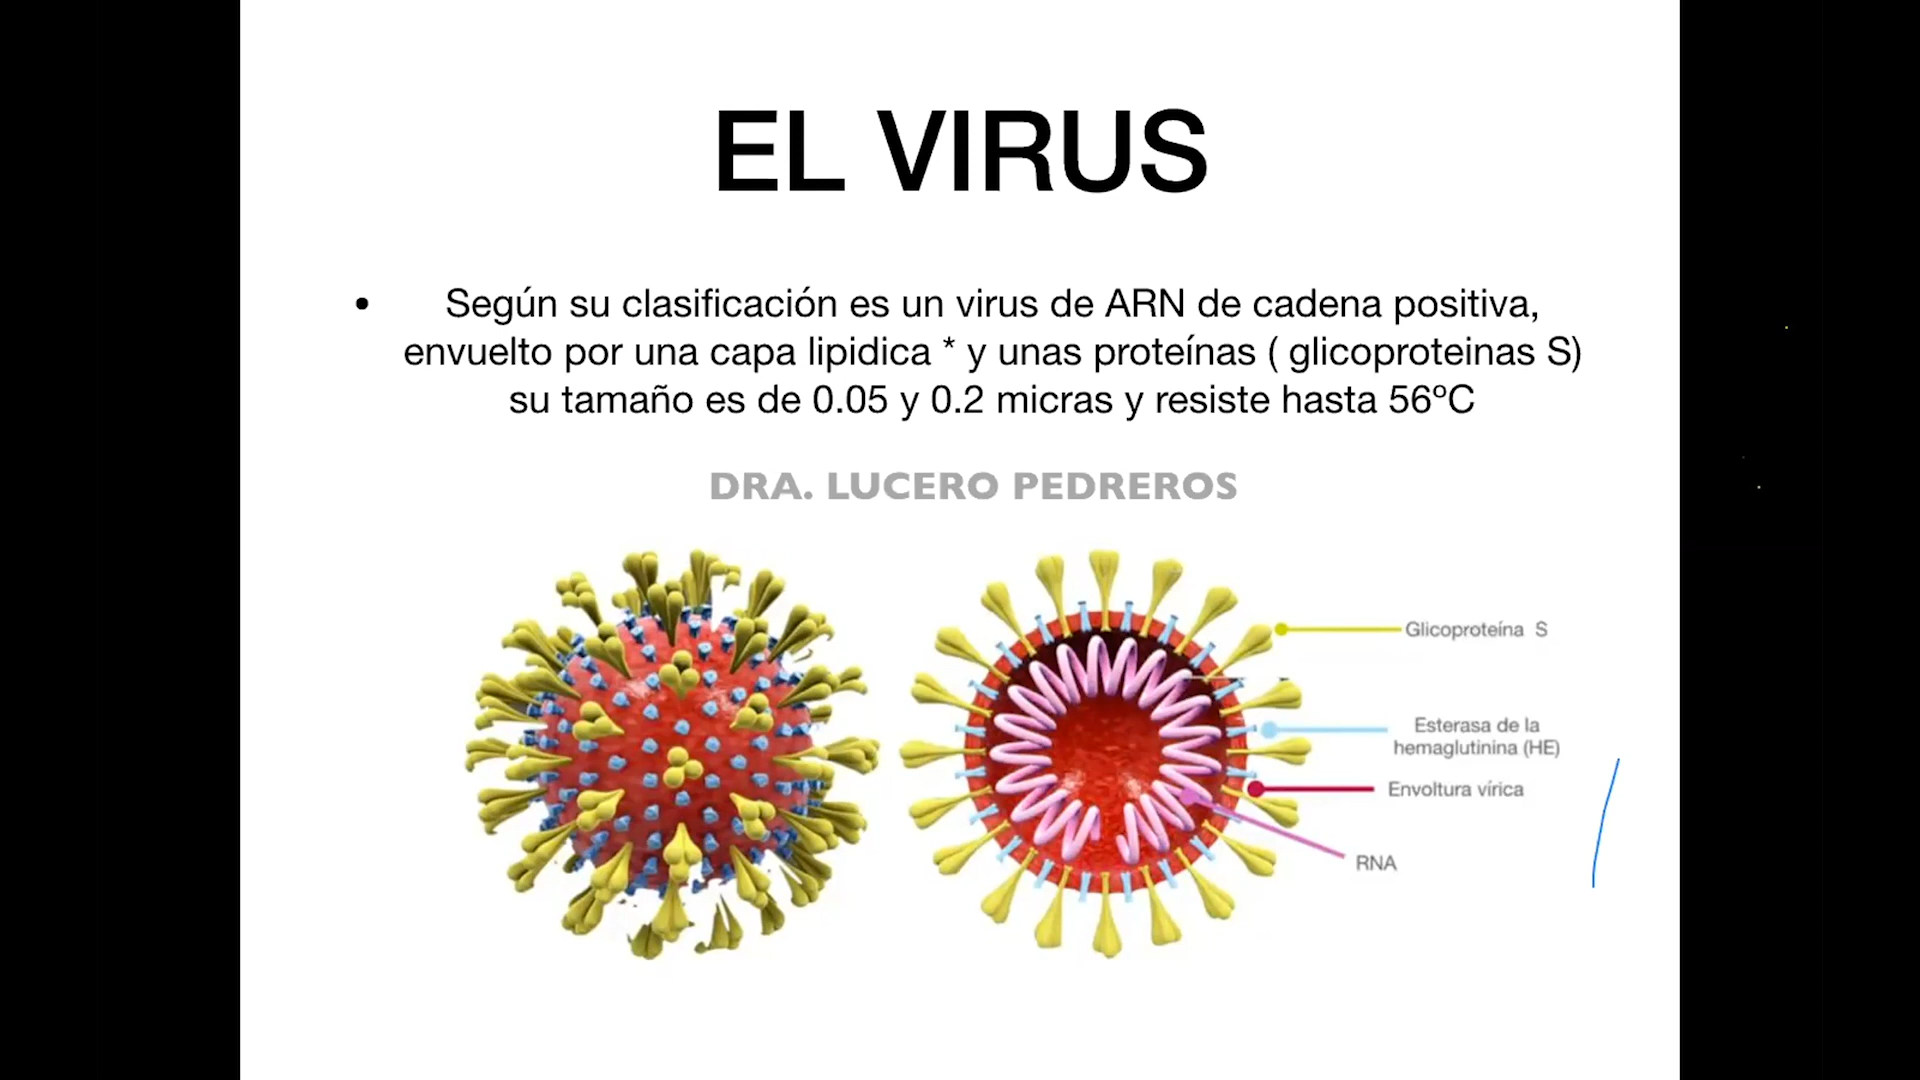 EL VIRUS
• Según su clasificación es un virus de ARN de cadena positiva,
envuelto por una capa lipidica * y unas proteínas ( glicoproteinas S)
su tamaño es de 0.05 y 0.2 micras y resiste hasta 56ºC
DRA. LUCERO PEDREROS
Glicoproteína S
Esterasa de la
hemaglutinina (HE)
Envoltura vírica
RNA